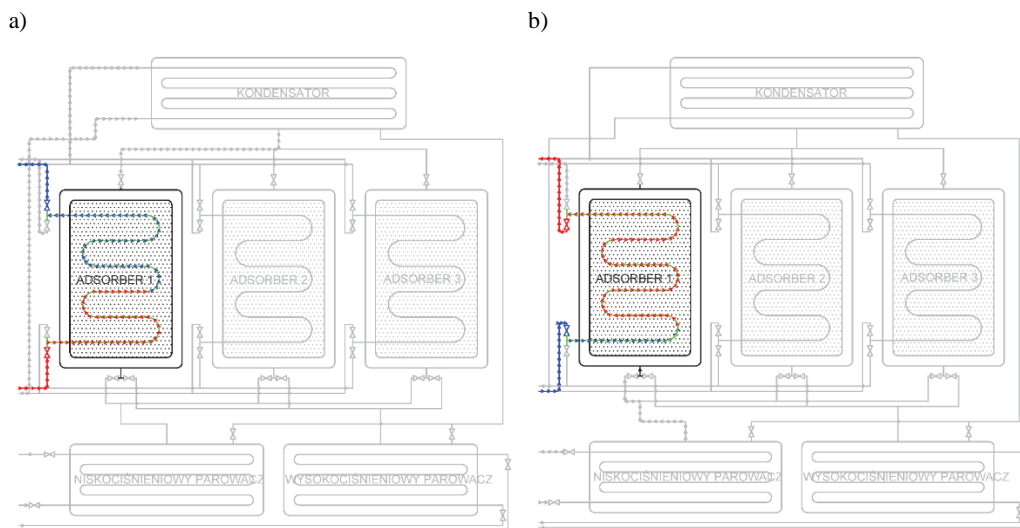 a)
b)
KONDENSATOR
KONDENSATOR
ADSORBER 1
ADSORBER 2
ADSORBER 3
ADSORBER 1
ADSORBER 2
ADSORBER 3
NISKOCIŚNIENIOWY PAROWACZ
WYSOKOCIŚNIENIOWY PAROWACZ
NISKOCIŚNIENIOWY PAROWACZ
WYSOKOCIŚNIENIOWY PAROWACZ